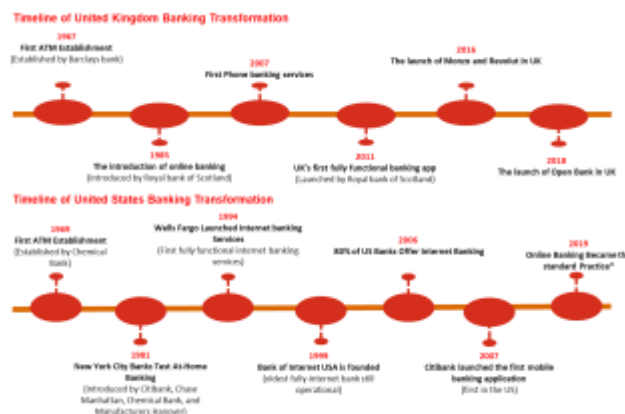 Timeline of United Kingdom Banking Transformation
1967
First ATM Establishment
(Established by Barclays bank)
2007
First Phone banking services
2016
The launch of Monzo and Revolut in UK
1985
The introduction of online banking
(Introduced by Royal bank of Scotland)
2011
UK's first fully functional banking app
(Launched by Royal bank of Scotland)
2018
The launch of Open Bank in UK
Timeline of United States Banking Transformation
1969
First ATM Establishment
(Established by Chemical
Bank)
1994
Wells Fargo Launched Internet banking
Services
(First fully functional internet banking
services)
2006
80% of US Banks Offer Internet Banking
2019
Online Banking Became th
standard Practice"
1981
New York City Banks Test At-Home
Banking
(Introduced by Citibank, Chase
Manhattan, Chemical Bank, and
Manufacturers Hanover)
1999
Bank of Internet USA is founded
(oldest fully-internet bank still
operational)
2007
Citibank launched the first mobile
banking application
(first in the US)